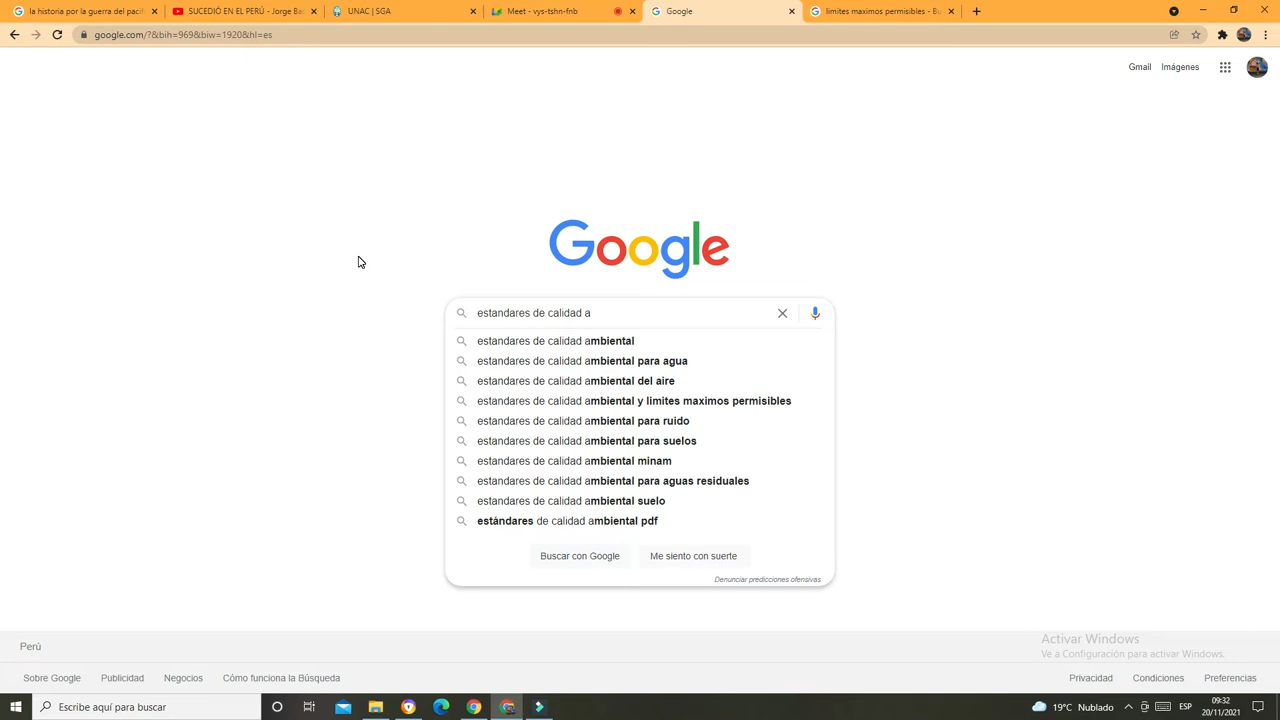 la historia por la guerra del pacif
SUCEDIÓ EN EL PERÚ - Jorge Bas
UNAC | SGA
Meet - vys-tshn-fnb
Google
limites maximos permisibles - Bu
google.com/?&bih=969&biw=1920&hl=es
Gmail Imágenes
Google
estandares de calidad a
estandares de calidad ambiental
estandares de calidad ambiental para agua
estandares de calidad ambiental del aire
estandares de calidad ambiental y limites maximos permisibles
estandares de calidad ambiental para ruido
estandares de calidad ambiental para suelos
estandares de calidad ambiental minam
estandares de calidad ambiental para aguas residuales
estandares de calidad ambiental suelo
estándares de calidad ambiental pdf
Buscar con Google Me siento con suerte
Denunciar predicciones ofensivas
Activar Windows
Ve a Configuración para activar Windows.
Perú
Sobre Google Publicidad Negocios Cómo funciona la Búsqueda
Privacidad Condiciones Preferencias
Escribe aquí para buscar
19°C Nublado
ESP
09:32
20/11/2021